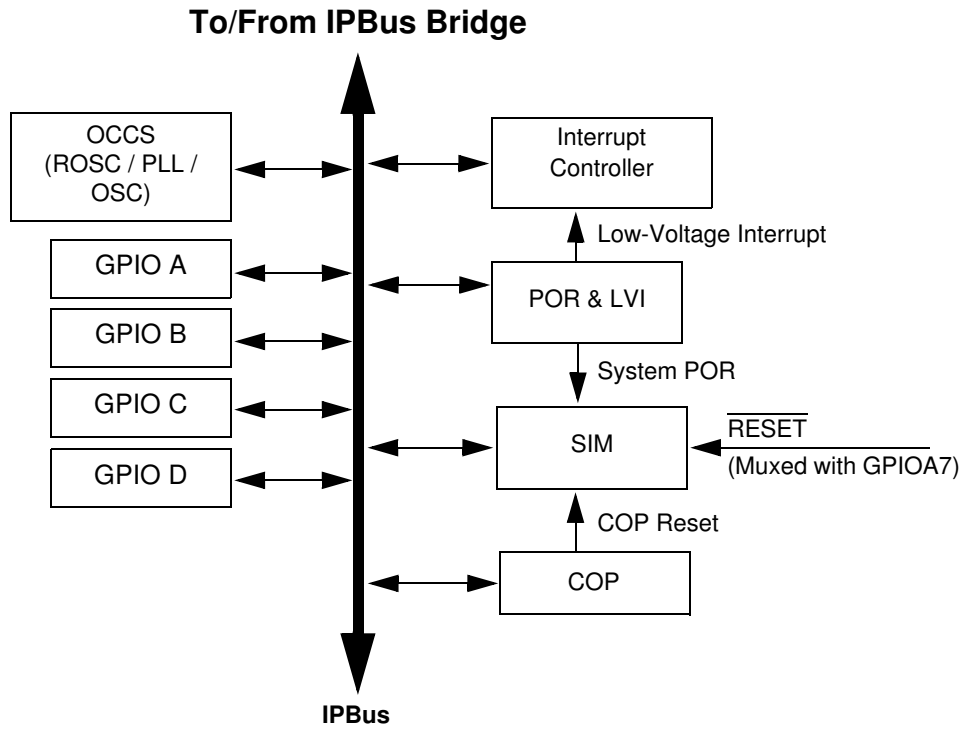 To/From IPBus Bridge
OCCS
(ROSC / PLL /
OSC)
GPIO A
GPIO B
GPIO C
GPIO D
Interrupt
Controller
Low-Voltage Interrupt
POR & LVI
System POR
SIM
RESET
(Muxed with GPIOA7)
COP Reset
COP
IPBus